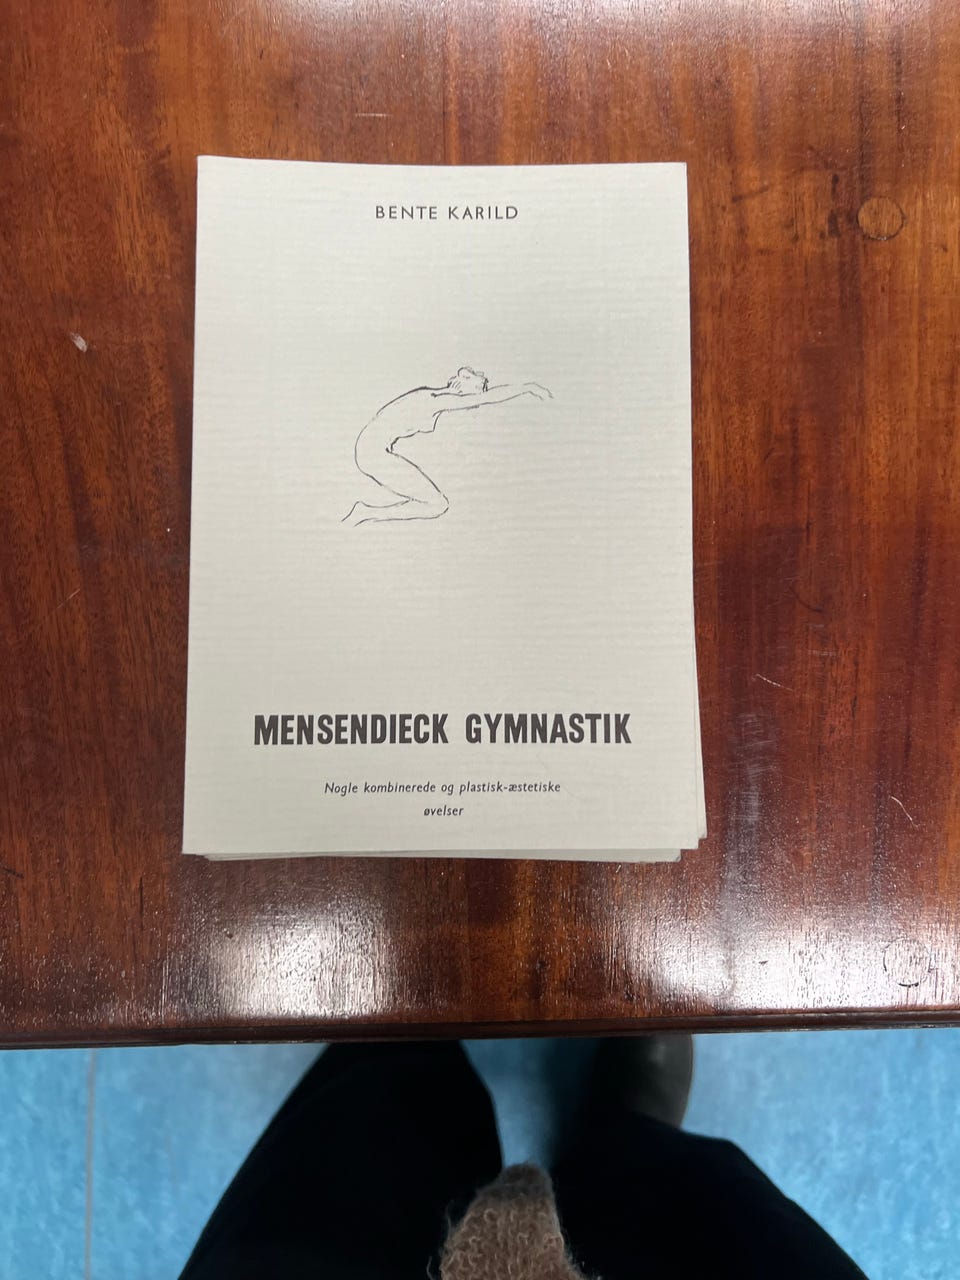 BENTE KARILD
MENSENDIECK GYMNASTIK
Nogle kombinerede og plastisk-æstetiske
øvelser